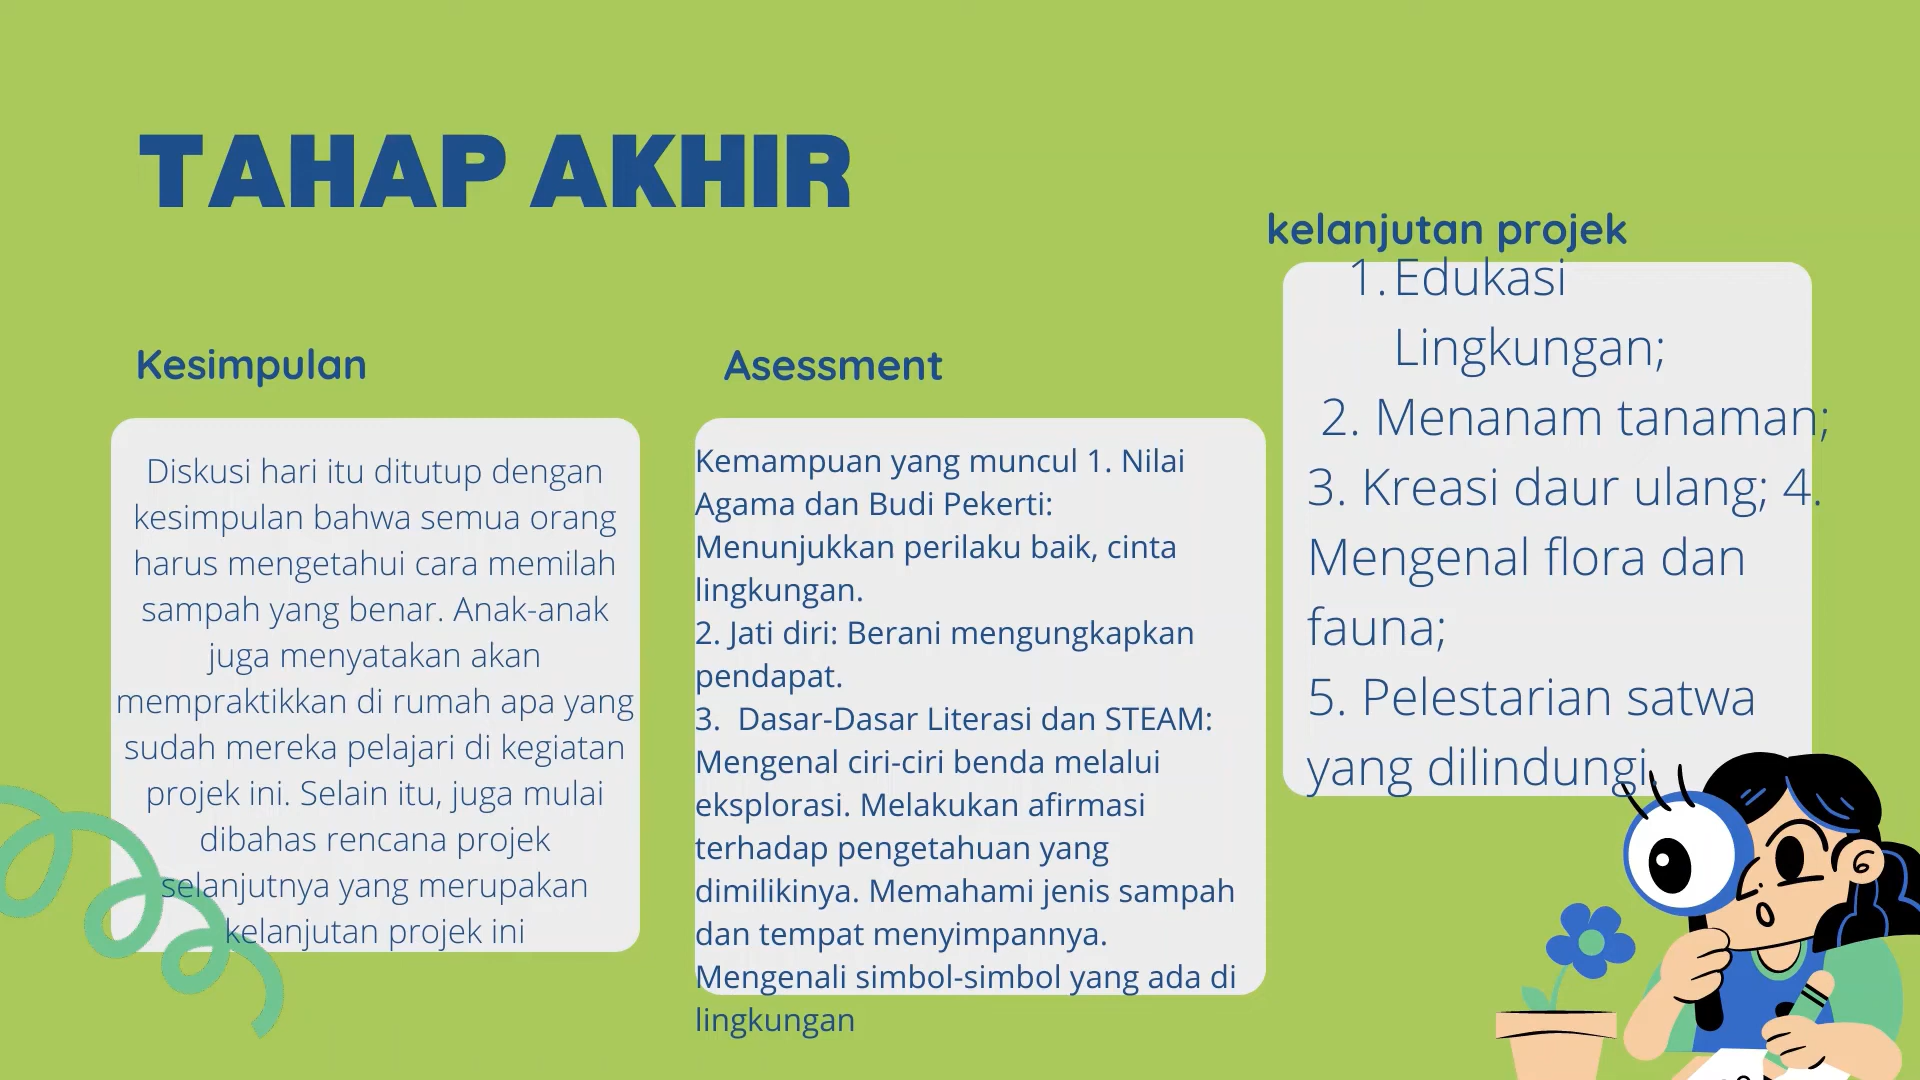 TAHAP AKHIR
Kesimpulan
Diskusi hari itu ditutup dengan
kesimpulan bahwa semua orang
harus mengetahui cara memilah
sampah yang benar. Anak-anak
juga menyatakan akan
mempraktikkan di rumah apa yang
sudah mereka pelajari di kegiatan
projek ini. Selain itu, juga mulai
dibahas rencana projek
selanjutnya yang merupakan
kelanjutan projek ini
Asessment
Kemampuan yang muncul 1. Nilai
Agama dan Budi Pekerti:
Menunjukkan perilaku baik, cinta
lingkungan.
2. Jati diri: Berani mengungkapkan
pendapat.
3.  Dasar-Dasar Literasi dan STEAM:
Mengenal ciri-ciri benda melalui
eksplorasi. Melakukan afirmasi
terhadap pengetahuan yang
dimilikinya. Memahami jenis sampah
dan tempat menyimpannya.
Mengenali simbol-simbol yang ada di
lingkungan
kelanjutan projek
1. Edukasi
Lingkungan;
2. Menanam tanaman;
3. Kreasi daur ulang; 4.
Mengenal flora dan
fauna;
5. Pelestarian satwa
yang dilindungi.